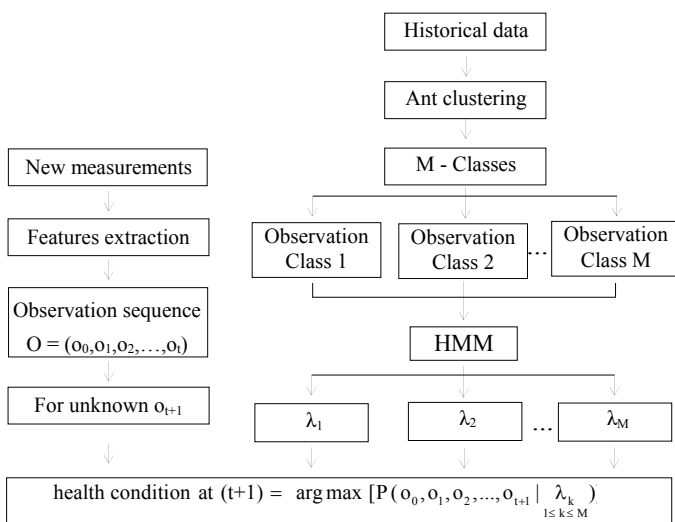 Historical data
Ant clustering
M - Classes
Observation
Class 1
Observation
Class 2
...
Observation
Class M
HMM
λ₁
λ₂
...
λM
New measurements
Features extraction
Observation sequence
O = (o₀,o₁,o₂,…,oₜ)
For unknown oₜ₊₁
health condition at (t+1) = arg max [P(o₀,o₁,o₂,...,oₜ₊₁ | λₖ)
1≤ k ≤ M